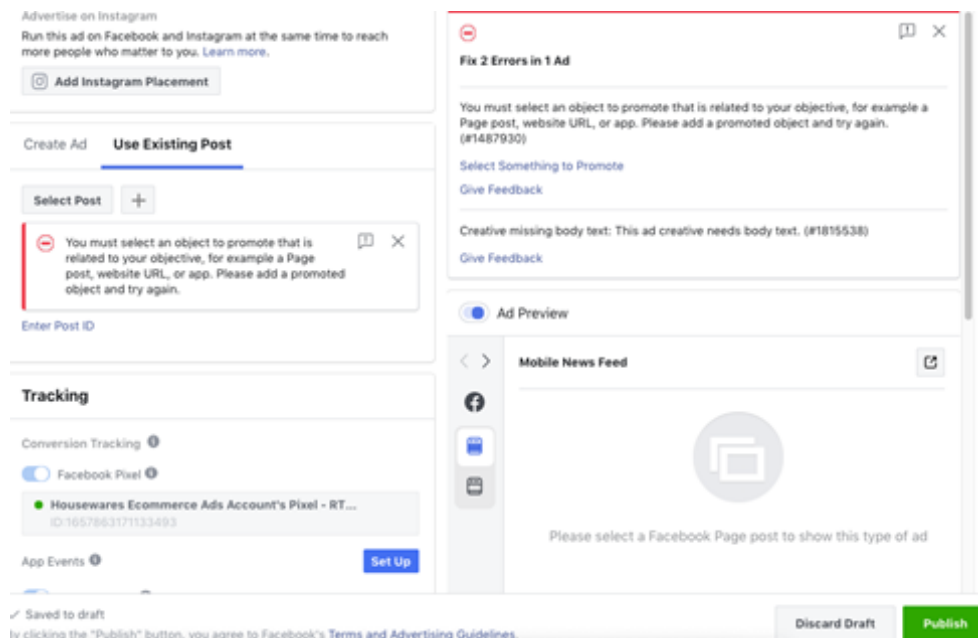 Advertise on Instagram
Run this ad on Facebook and Instagram at the same time to reach
more people who matter to you. Learn more.
Add Instagram Placement
Create Ad
Use Existing Post
Select Post
+
You must select an object to promote that is
related to your objective, for example a Page
post, website URL, or app. Please add a promoted
object and try again.
Enter Post ID
Tracking
Conversion Tracking
Facebook Pixel
Housewares Ecommerce Ads Account's Pixel - RT...
ID:1657863171133493
App Events
Set Up
Fix 2 Errors in 1 Ad
You must select an object to promote that is related to your objective, for example a
Page post, website URL, or app. Please add a promoted object and try again.
(#1487930)
Select Something to Promote
Give Feedback
Creative missing body text: This ad creative needs body text. (#1815538)
Give Feedback
Ad Preview
Mobile News Feed
Please select a Facebook Page post to show this type of ad
Saved to draft
By clicking the "Publish" button, you agree to Facebook's Terms and Advertising Guidelines.
Discard Draft
Publish